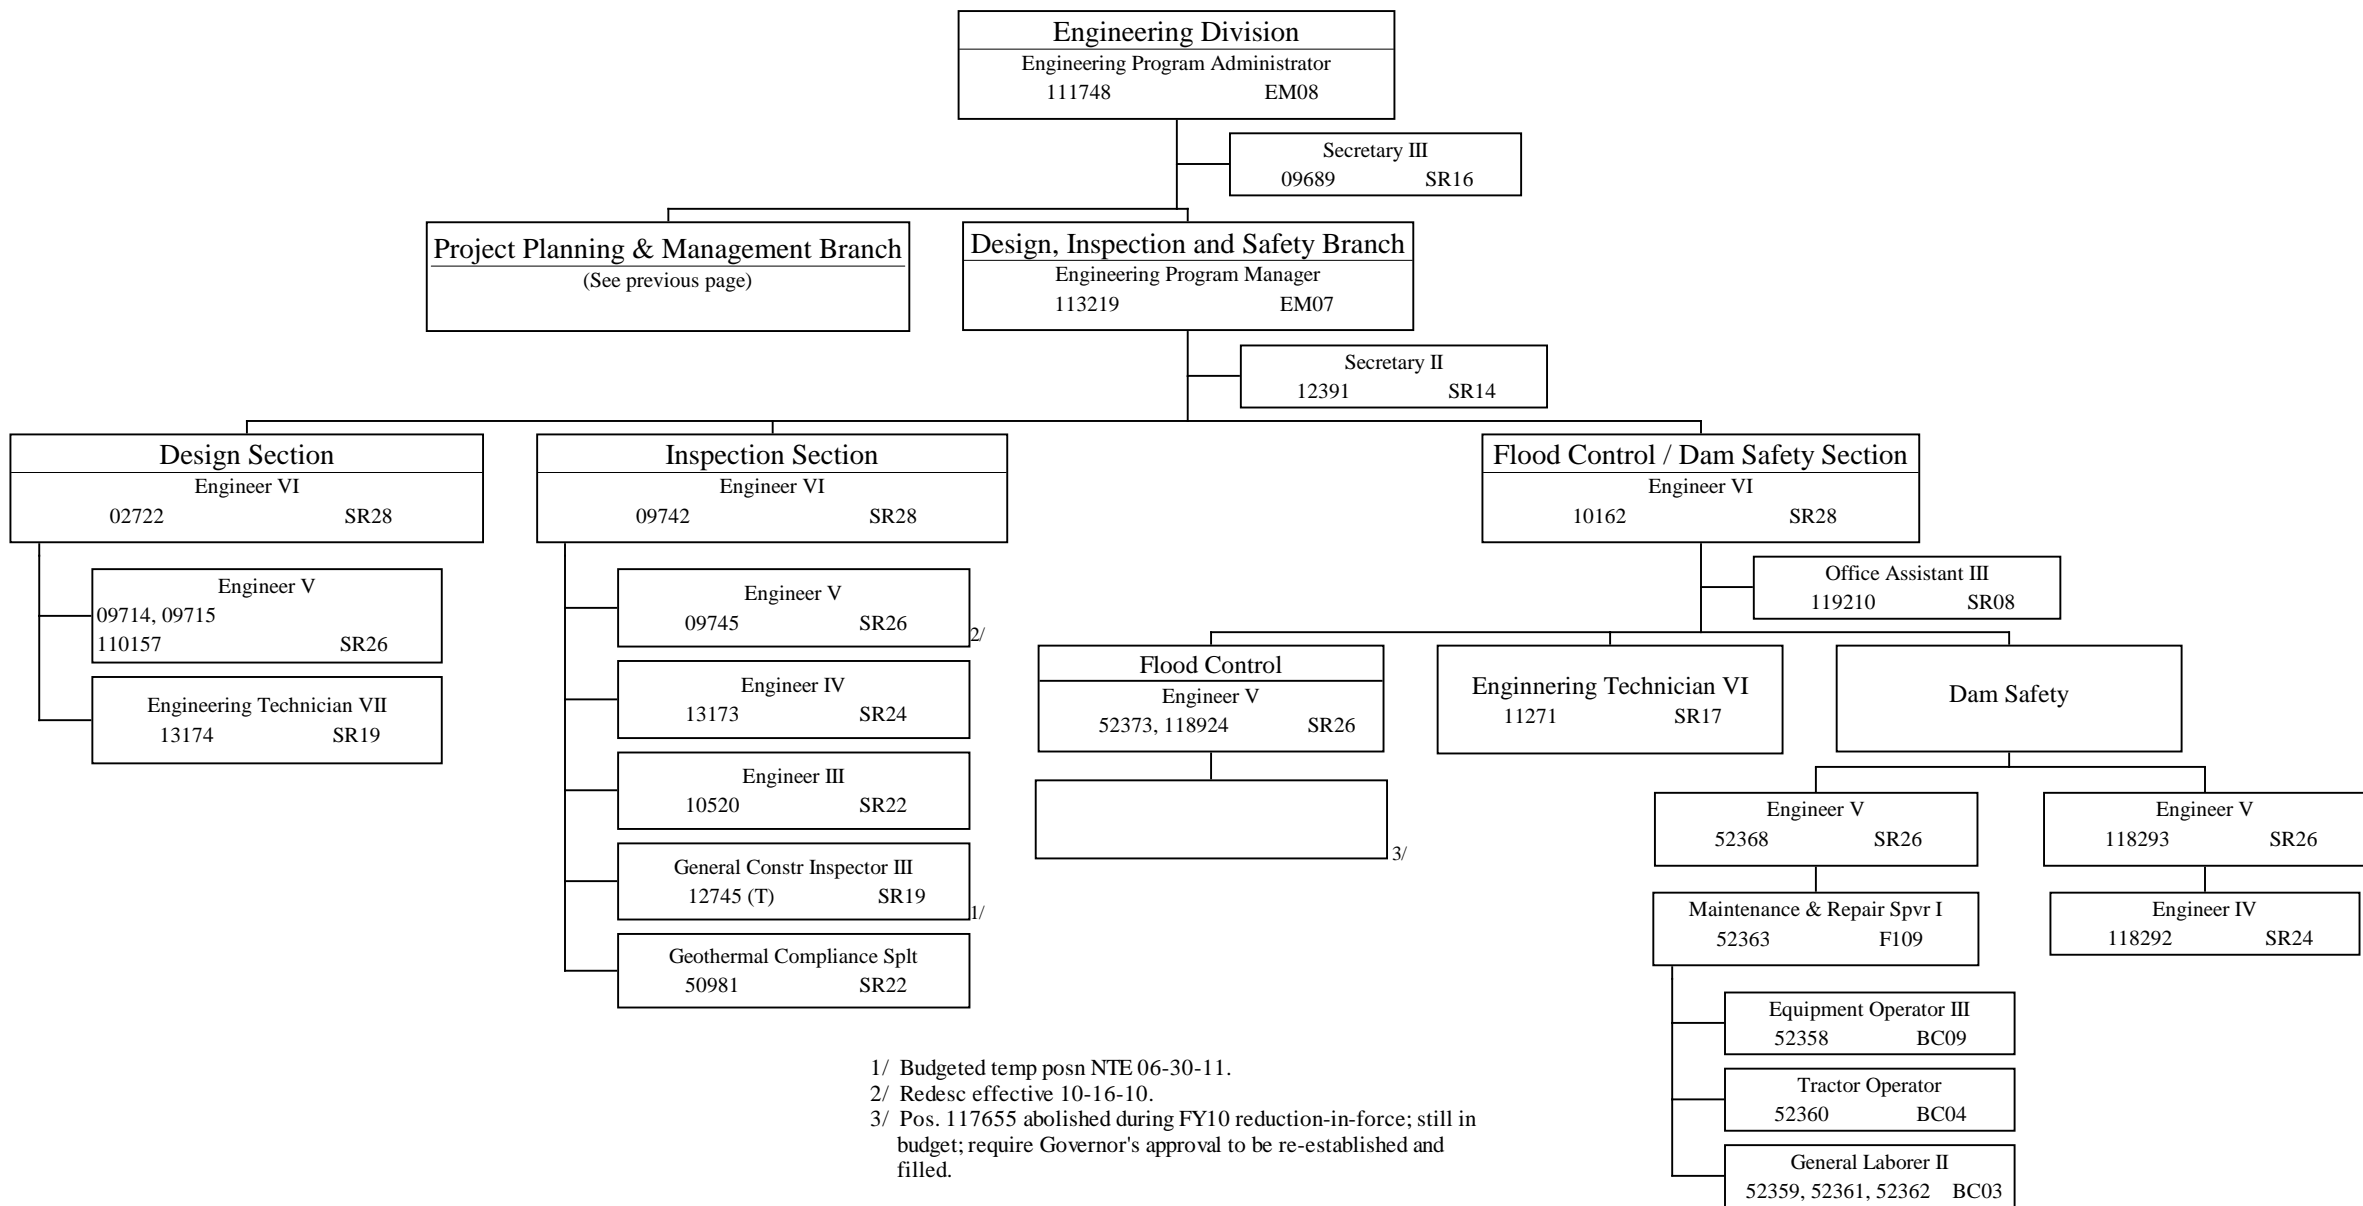 Engineering Division
Engineering Program Administrator
111748 EM08
Secretary III
09689 SR16
Project Planning & Management Branch
(See previous page)
Design, Inspection and Safety Branch
Engineering Program Manager
113219 EM07
Secretary II
12391 SR14
Design Section
Engineer VI
02722 SR28
Engineer V
09714, 09715
110157 SR26
Engineering Technician VII
13174 SR19
Inspection Section
Engineer VI
09742 SR28
Engineer V
09745 SR26
2/
Engineer IV
13173 SR24
Engineer III
10520 SR22
General Constr Inspector III
12745 (T) SR19
1/
Geothermal Compliance Splt
50981 SR22
Flood Control / Dam Safety Section
Engineer VI
10162 SR28
Office Assistant III
119210 SR08
Flood Control
Engineer V
52373, 118924 SR26
3/
Enginnering Technician VI
11271 SR17
Dam Safety
Engineer V
52368 SR26
Maintenance & Repair Spvr I
52363 F109
Equipment Operator III
52358 BC09
Tractor Operator
52360 BC04
General Laborer II
52359, 52361, 52362 BC03
Engineer V
118293 SR26
Engineer IV
118292 SR24
1/ Budgeted temp posn NTE 06-30-11.
2/ Redesc effective 10-16-10.
3/ Pos. 117655 abolished during FY10 reduction-in-force; still in
budget; require Governor's approval to be re-established and
filled.